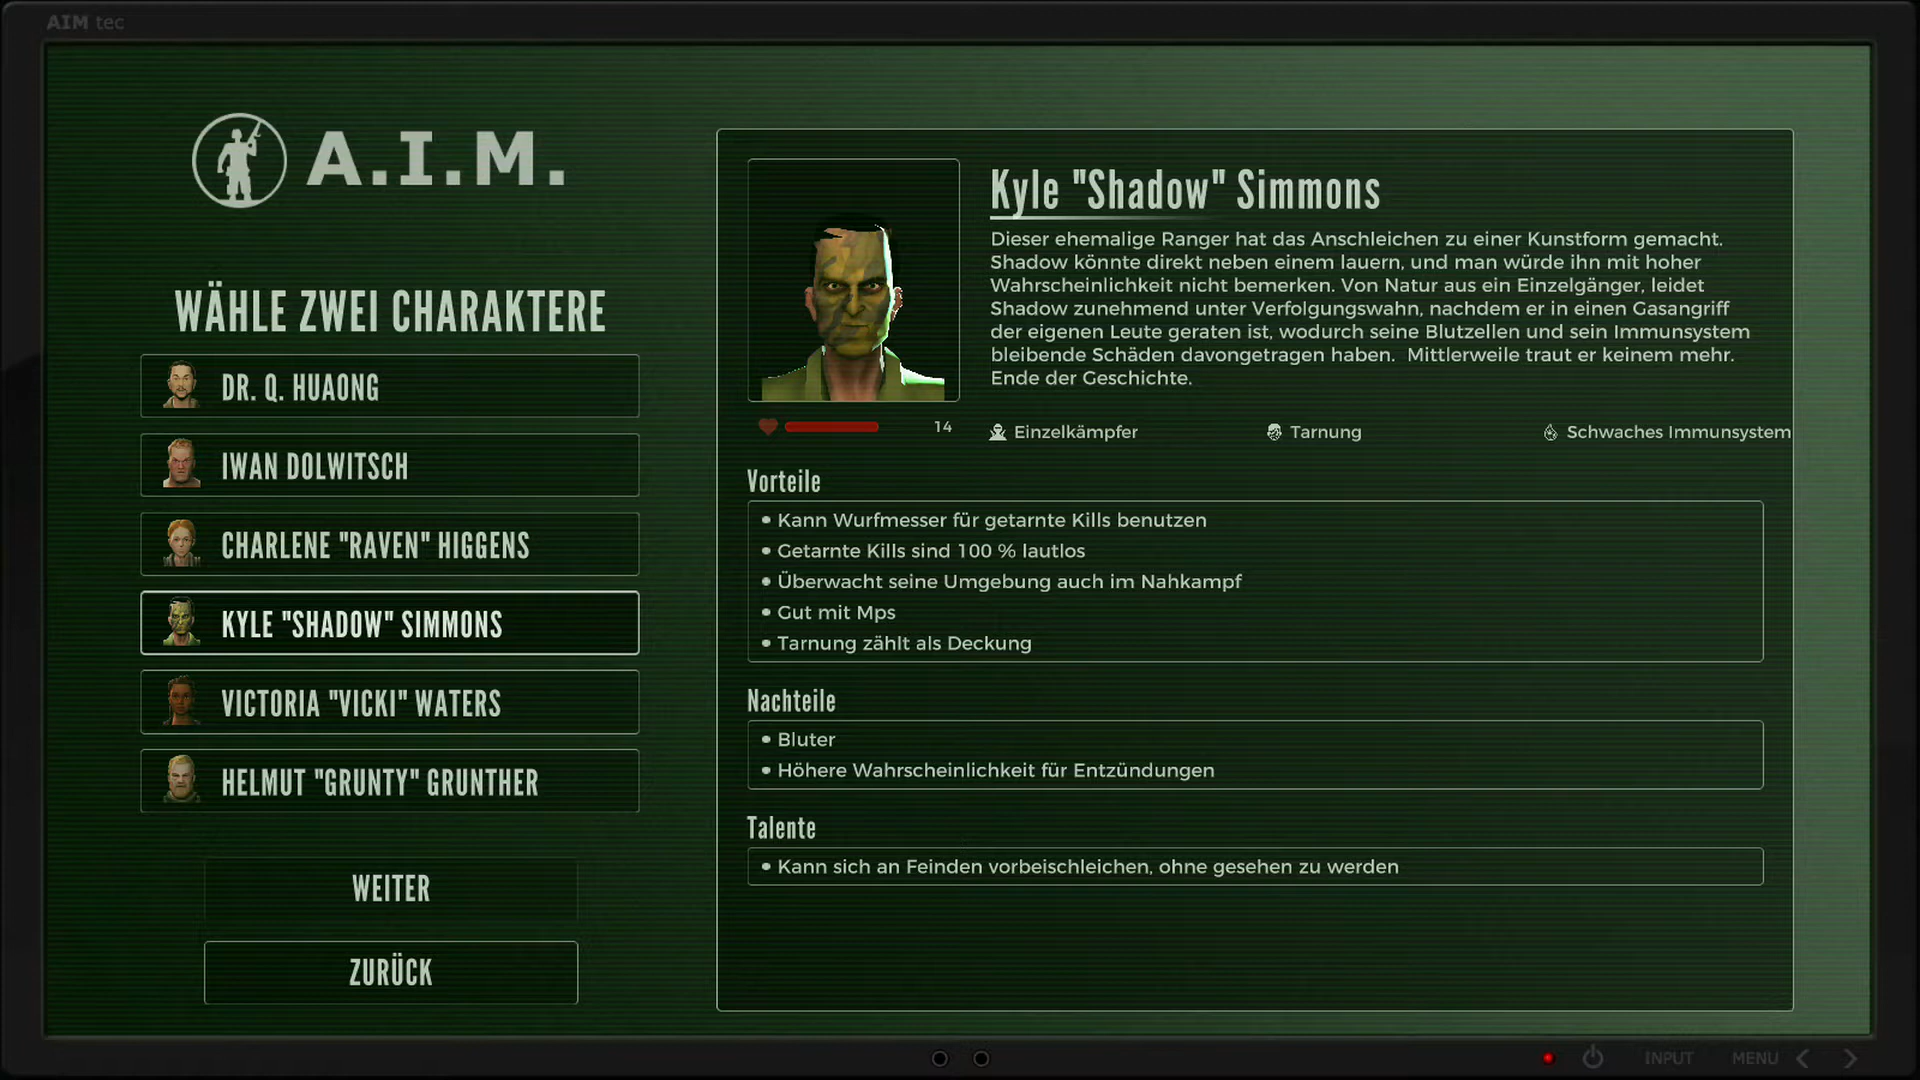 AIM tec
A.I.M.
WÄHLE ZWEI CHARAKTERE
DR. Q. HUAONG
IWAN DOLWITSCH
CHARLENE "RAVEN" HIGGENS
KYLE "SHADOW" SIMMONS
VICTORIA "VICKI" WATERS
HELMUT "GRUNTY" GRUNTHER
WEITER
ZURÜCK
Kyle "Shadow" Simmons
Dieser ehemalige Ranger hat das Anschleichen zu einer Kunstform gemacht.
Shadow könnte direkt neben einem lauern, und man würde ihn mit hoher
Wahrscheinlichkeit nicht bemerken. Von Natur aus ein Einzelgänger, leidet
Shadow zunehmend unter Verfolgungswahn, nachdem er in einen Gasangriff
der eigenen Leute geraten ist, wodurch seine Blutzellen und sein Immunsystem
bleibende Schäden davongetragen haben.  Mittlerweile traut er keinem mehr.
Ende der Geschichte.
14
Einzelkämpfer
Tarnung
Schwaches Immunsystem
Vorteile
• Kann Wurfmesser für getarnte Kills benutzen
• Getarnte Kills sind 100 % lautlos
• Überwacht seine Umgebung auch im Nahkampf
• Gut mit Mps
• Tarnung zählt als Deckung
Nachteile
• Bluter
• Höhere Wahrscheinlichkeit für Entzündungen
Talente
• Kann sich an Feinden vorbeischleichen, ohne gesehen zu werden
INPUT
MENU